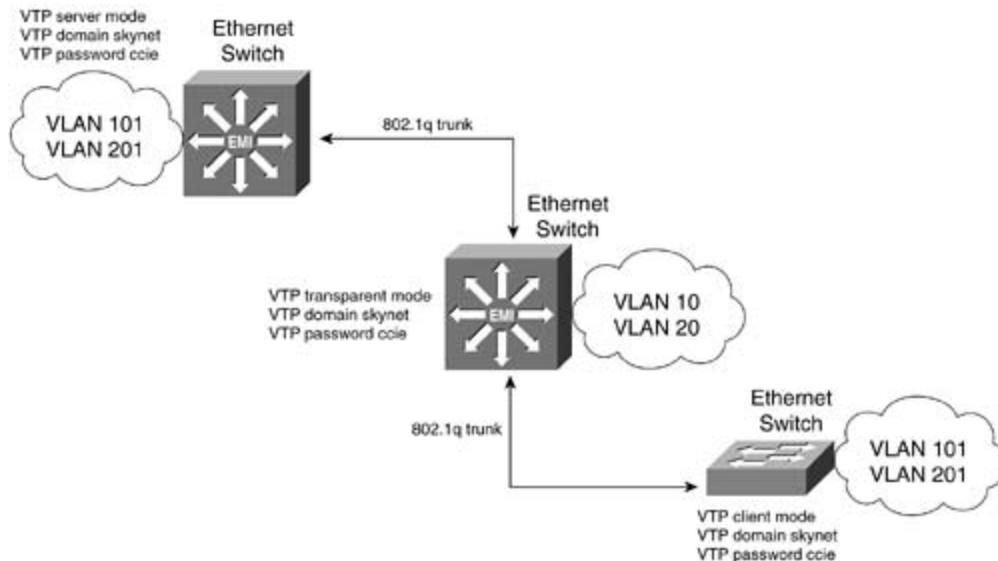 VTP server mode
VTP domain skynet
VTP password ccie
Ethernet
Switch
VLAN 101
VLAN 201
EMI
802.1q trunk
Ethernet
Switch
VTP transparent mode
VTP domain skynet
VTP password ccie
EMI
VLAN 10
VLAN 20
802.1q trunk
Ethernet
Switch
VLAN 101
VLAN 201
VTP client mode
VTP domain skynet
VTP password ccie